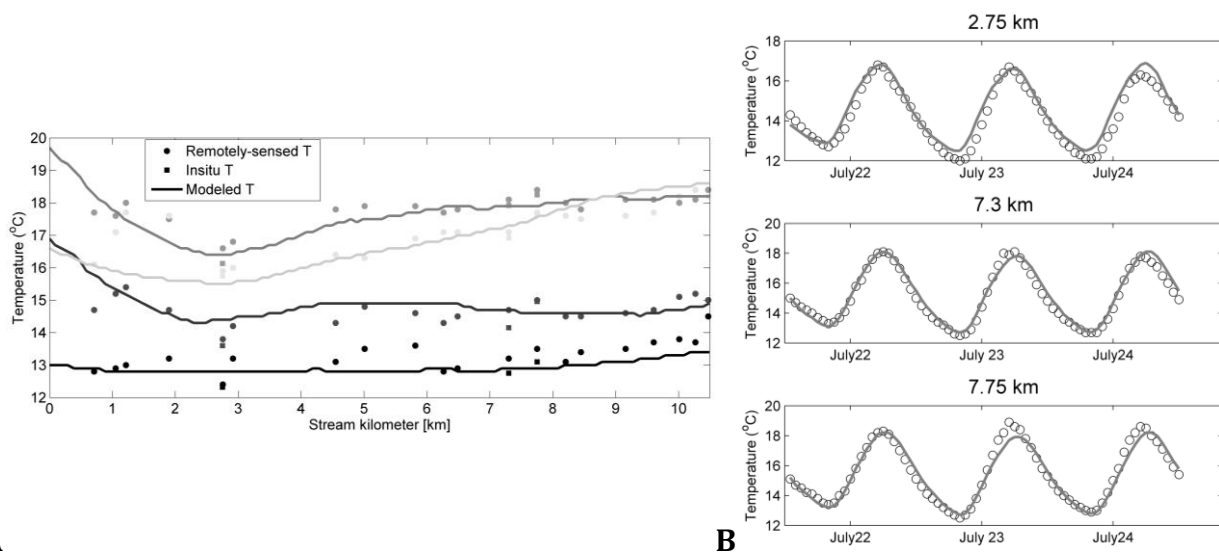 20
19
18
17
16
15
14
13
12
Temperature (°C)
Remotely-sensed T
Insitu T
Modeled T
0 1 2 3 4 5 6 7 8 9 10
Stream kilometer [km]
B
2.75 km
18
16
14
12
Temperature (°C)
July22 July 23 July24
7.3 km
20
18
16
14
12
Temperature (°C)
July22 July 23 July24
7.75 km
20
18
16
14
12
Temperature (°C)
July22 July 23 July24